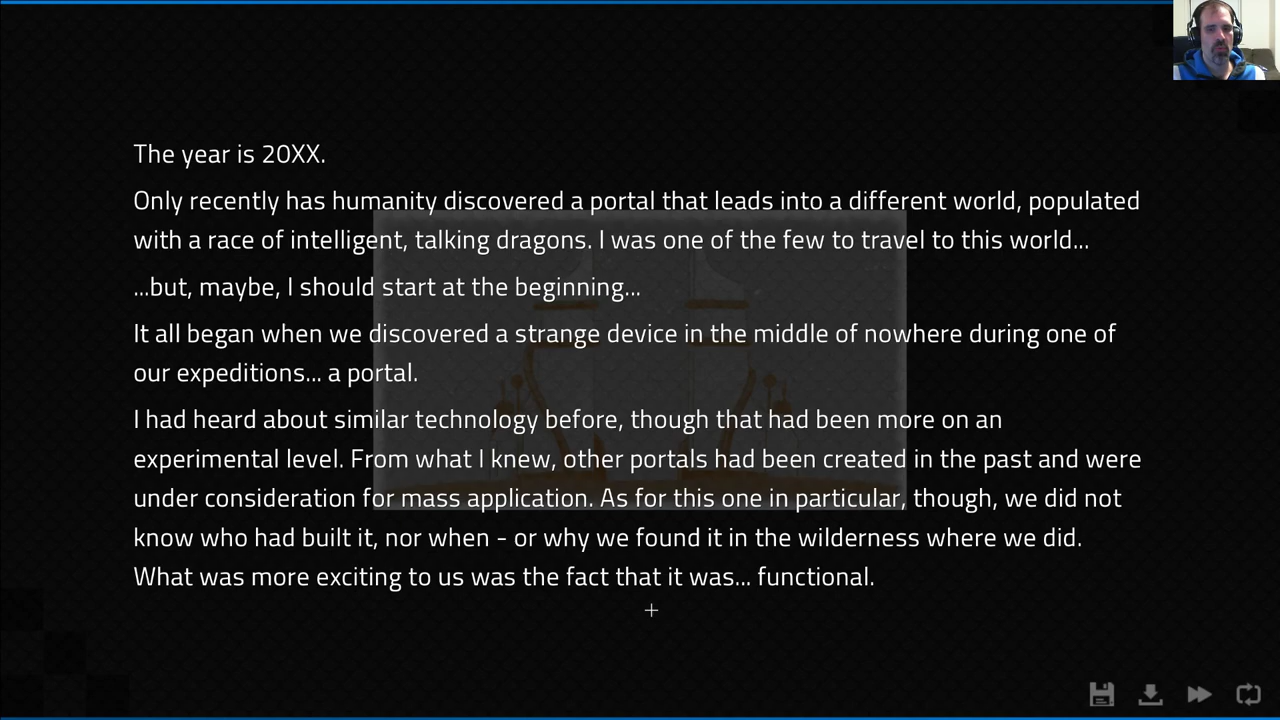 The year is 20XX.
Only recently has humanity discovered a portal that leads into a different world, populated
with a race of intelligent, talking dragons. I was one of the few to travel to this world...
...but, maybe, I should start at the beginning...
It all began when we discovered a strange device in the middle of nowhere during one of
our expeditions... a portal.
I had heard about similar technology before, though that had been more on an
experimental level. From what I knew, other portals had been created in the past and were
under consideration for mass application. As for this one in particular, though, we did not
know who had built it, nor when - or why we found it in the wilderness where we did.
What was more exciting to us was the fact that it was... functional.